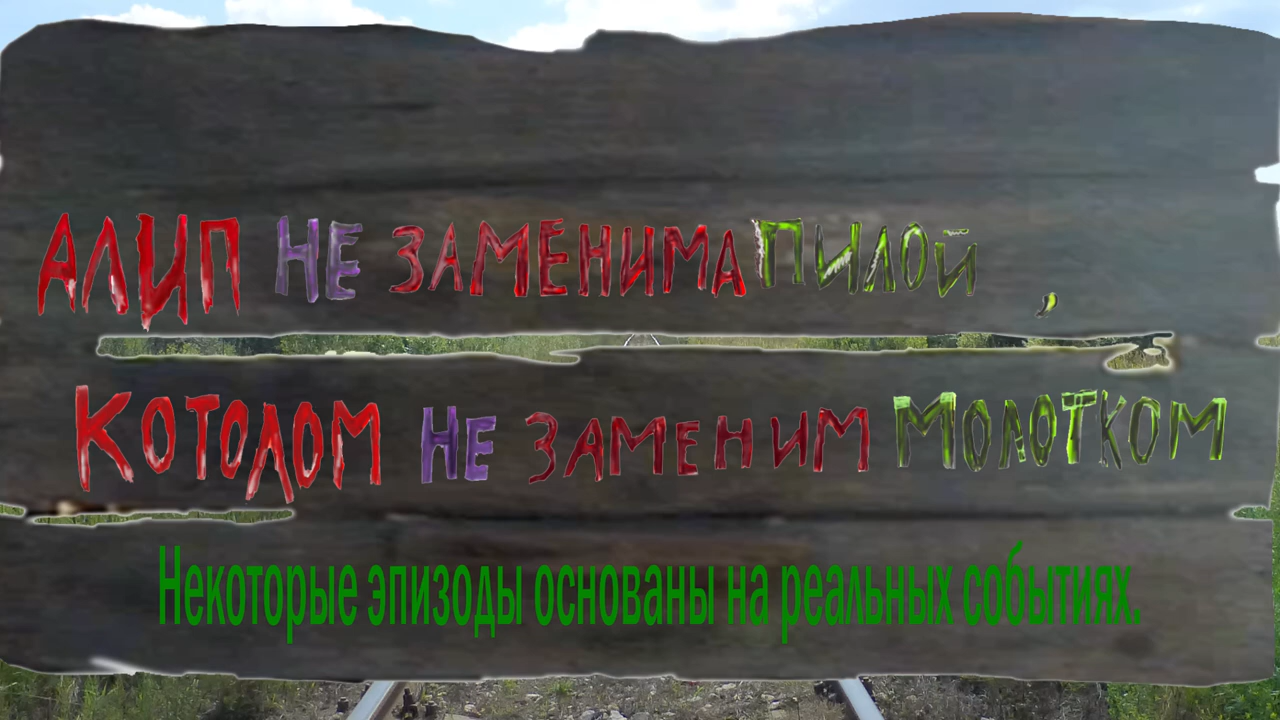 АЛИП НЕ ЗАМЕНИМА ПИЛОЙ ,
КОТОЛОМ НЕ ЗАМЕНИМ МОЛОТКОМ
Некоторые эпизоды основаны на реальных событиях.